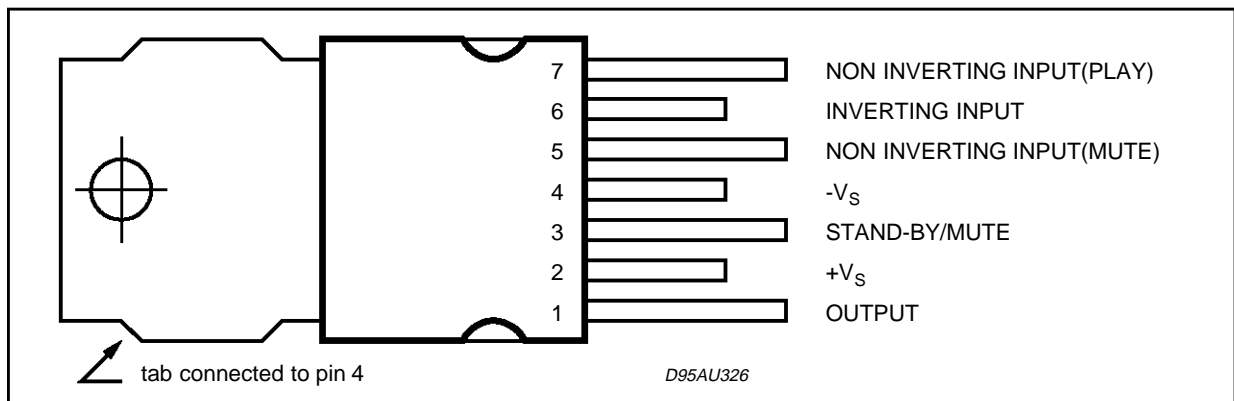 7 NON INVERTING INPUT(PLAY)
6 INVERTING INPUT
5 NON INVERTING INPUT(MUTE)
4 -VS
3 STAND-BY/MUTE
2 +VS
1 OUTPUT
tab connected to pin 4
D95AU326